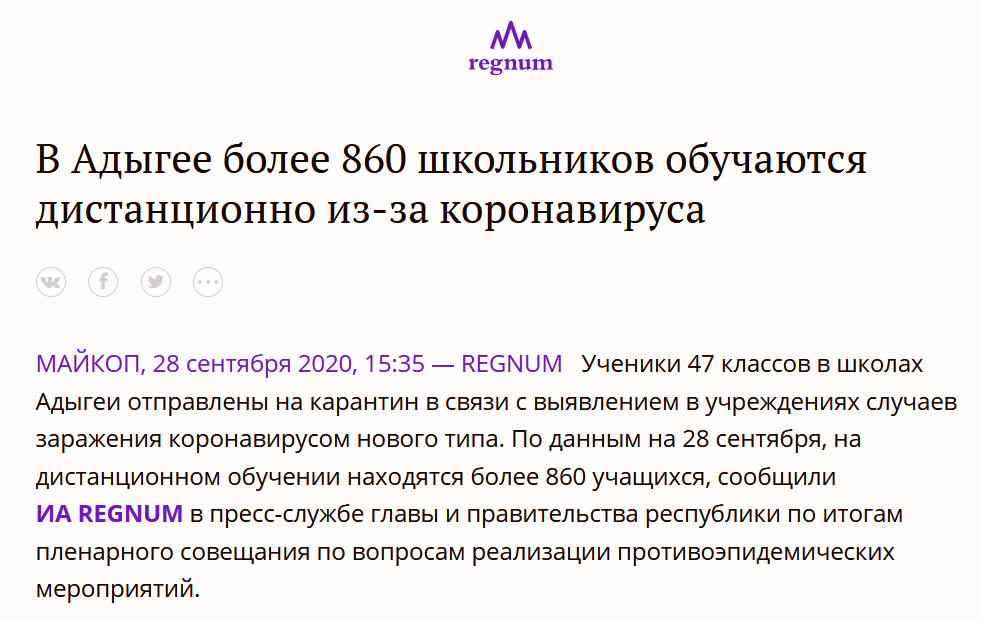 regnum
В Адыгее более 860 школьников обучаются
дистанционно из-за коронавируса
МАЙКОП, 28 сентября 2020, 15:35 — REGNUM Ученики 47 классов в школах
Адыгеи отправлены на карантин в связи с выявлением в учреждениях случаев
заражения коронавирусом нового типа. По данным на 28 сентября, на
дистанционном обучении находятся более 860 учащихся, сообщили
ИА REGNUM в пресс-службе главы и правительства республики по итогам
пленарного совещания по вопросам реализации противоэпидемических
мероприятий.